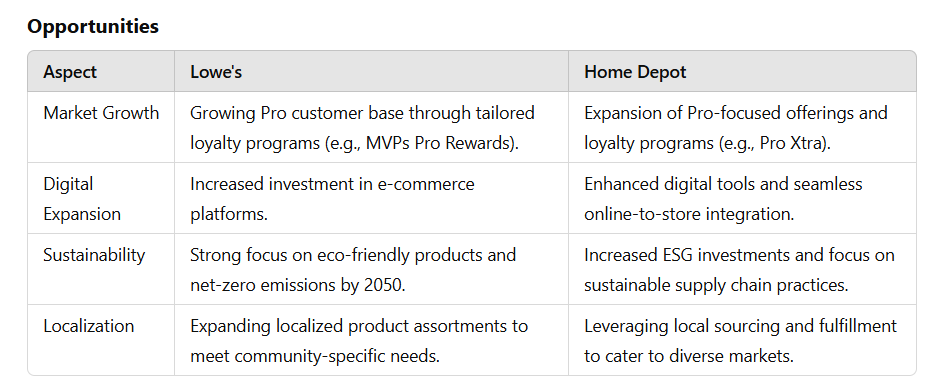 Opportunities
Aspect Lowe's Home Depot
Market Growth Growing Pro customer base through tailored loyalty programs (e.g., MVPs Pro Rewards). Expansion of Pro-focused offerings and loyalty programs (e.g., Pro Xtra).
Digital Expansion Increased investment in e-commerce platforms. Enhanced digital tools and seamless online-to-store integration.
Sustainability Strong focus on eco-friendly products and net-zero emissions by 2050. Increased ESG investments and focus on sustainable supply chain practices.
Localization Expanding localized product assortments to meet community-specific needs. Leveraging local sourcing and fulfillment to cater to diverse markets.